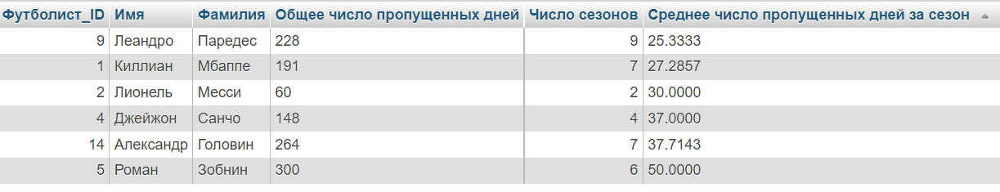 Футболист_ID Имя Фамилия Общее число пропущенных дней Число сезонов Среднее число пропущенных дней за сезон
9 Леандро Паредес 228 9 25.3333
1 Киллиан Мбаппе 191 7 27.2857
2 Лионель Месси 60 2 30.0000
4 Джейжон Санчо 148 4 37.0000
14 Александр Головин 264 7 37.7143
5 Роман Зобнин 300 6 50.0000